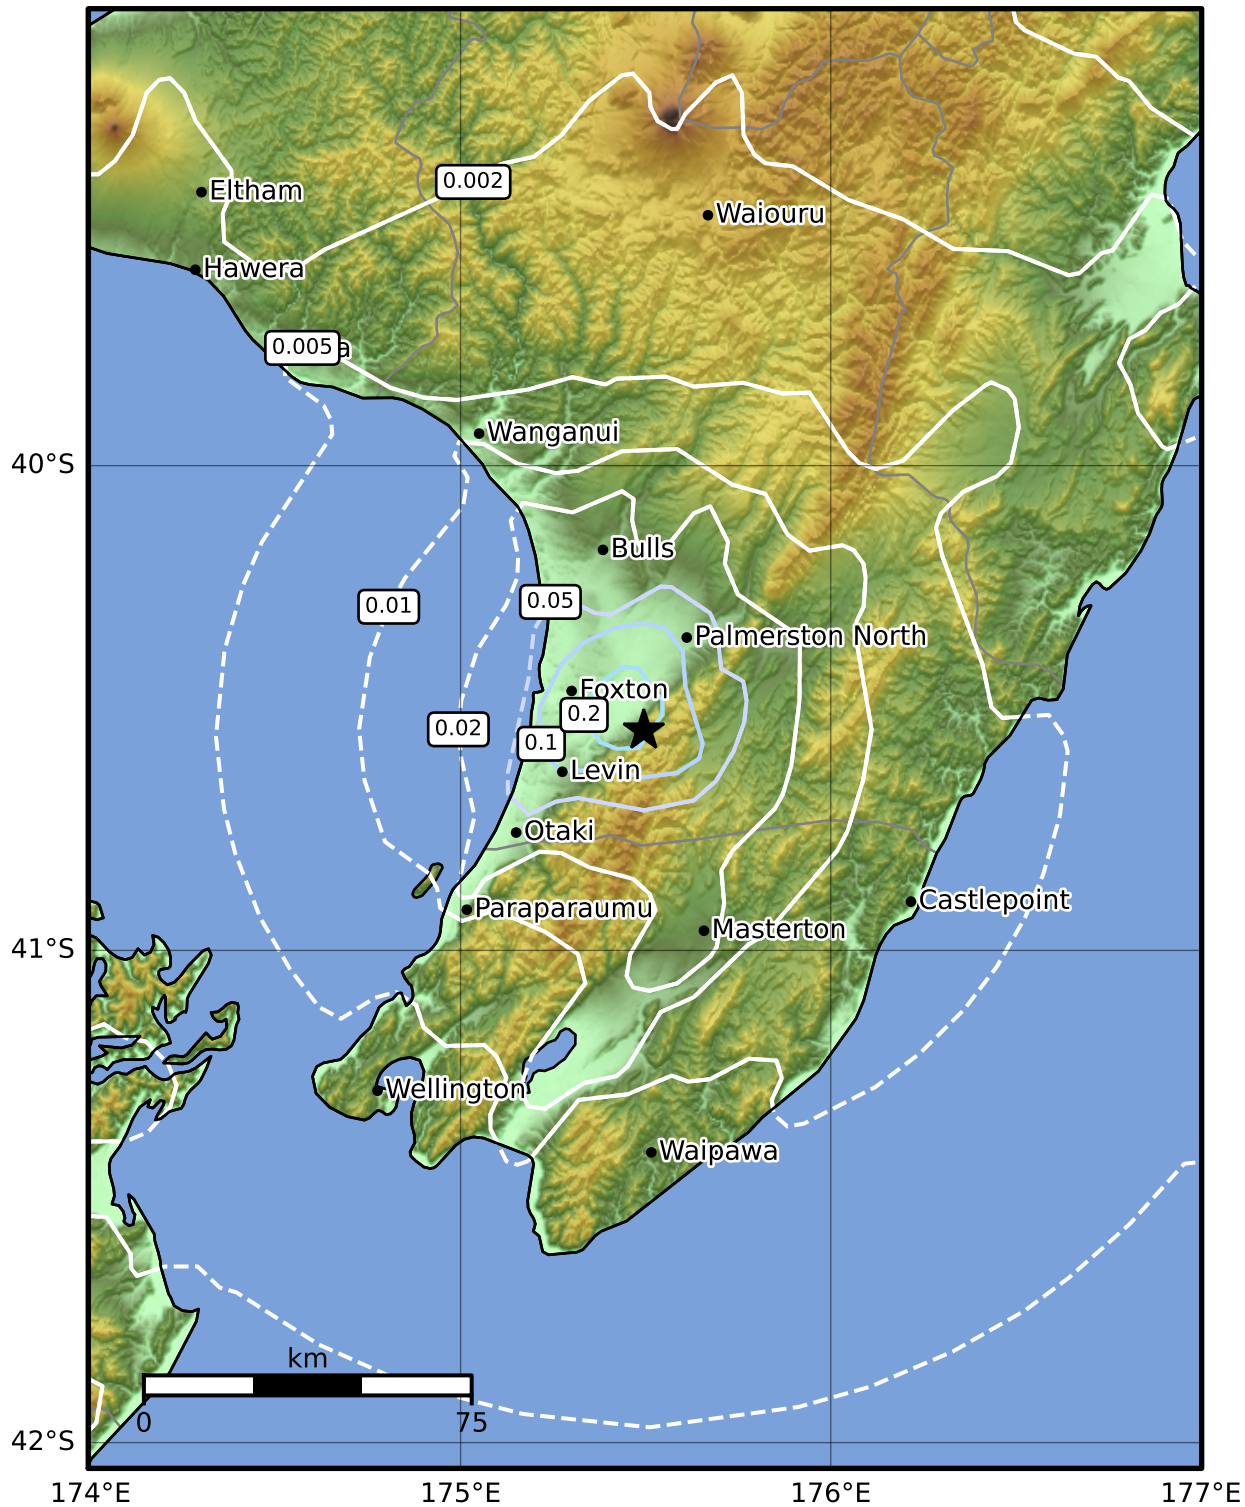 0.002
Eltham
Waiouru
Hawera
0.005
a
Wanganui
40°S
Bulls
0.05
0.01
Palmerston North
Foxton
0.2
0.02
0.1
Levin
Otaki
Castlepoint
Paraparaumu
Masterton
41°S
Wellington
Waipawa
km
0
75
42°S
174°E
175°E
176°E
177°E